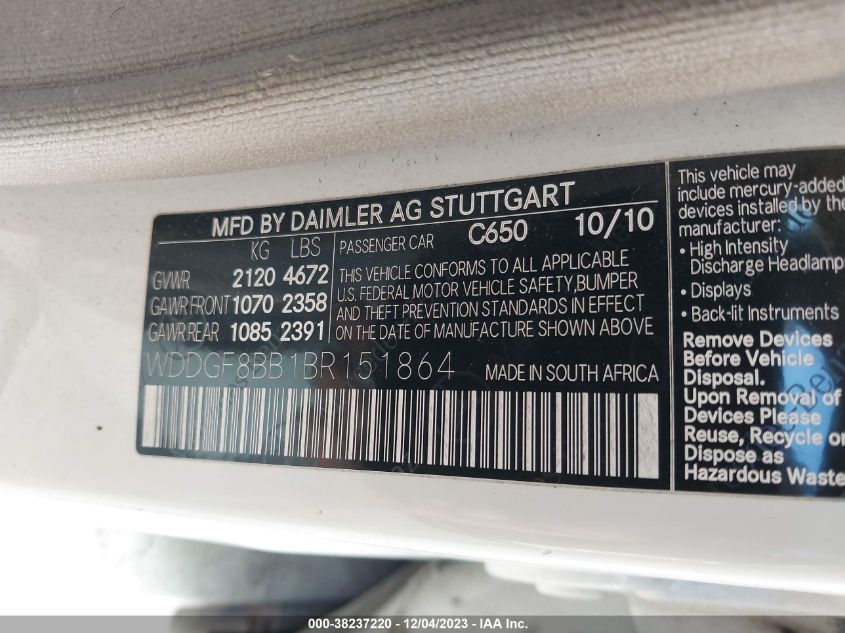 MFD BY DAIMLER AG STUTTGART
KG LBS PASSENGER CAR C650 10/10
GVWR 2120 4672
GAWR FRONT 1070 2358
GAWR REAR 1085 2391
THIS VEHICLE CONFORMS TO ALL APPLICABLE
U.S. FEDERAL MOTOR VEHICLE SAFETY, BUMPER
AND THEFT PREVENTION STANDARDS IN EFFECT
ON THE DATE OF MANUFACTURE SHOWN ABOVE
WDDGF8BB1BR151864 MADE IN SOUTH AFRICA
This vehicle may
include mercury-added
devices installed by the
manufacturer:
• High Intensity
Discharge Headlamp
• Displays
• Back-lit Instruments
Remove Devices
Before Vehicle
Disposal.
Upon Removal of
Devices Please
Reuse, Recycle or
Dispose as
Hazardous Waste
000-38237220 - 12/04/2023 - IAA Inc.